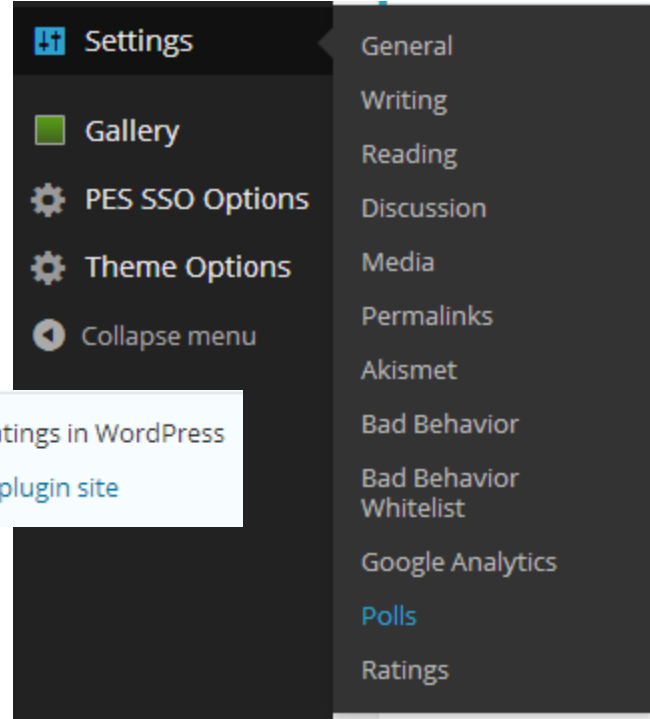 Settings
Gallery
PES SSO Options
Theme Options
Collapse menu
in WordPress
plugin site
General
Writing
Reading
Discussion
Media
Permalinks
Akismet
Bad Behavior
Bad Behavior
Whitelist
Google Analytics
Polls
Ratings